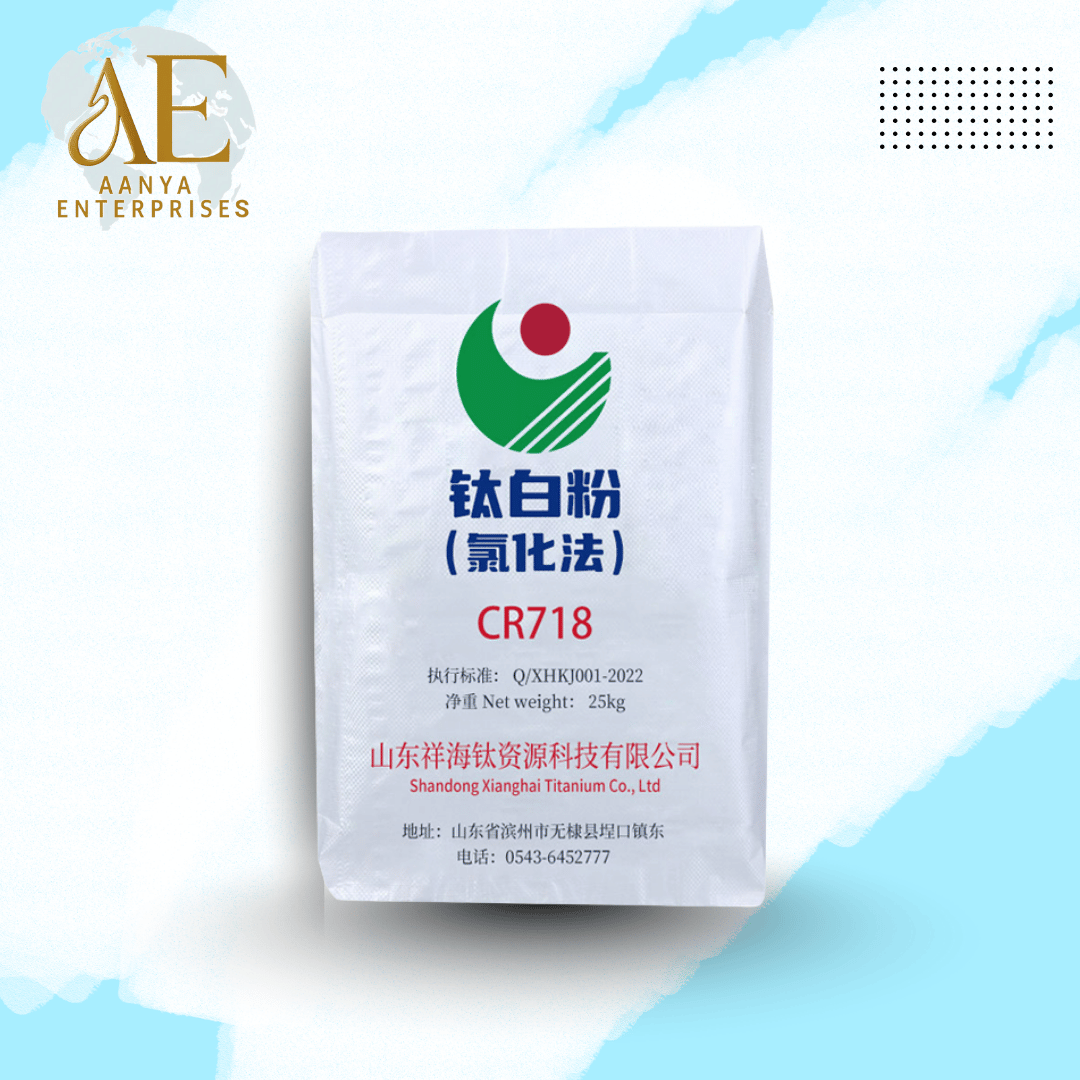 AE
AANYA
ENTERPRISES
钛白粉
(氯化法)
CR718
执行标准: Q/XHKJ001-2022
净重 Net weight: 25kg
山东祥海钛资源科技有限公司
Shandong Xianghai Titanium Co., Ltd
地址: 山东省滨州市无棣县埕口镇东
电话: 0543-6452777